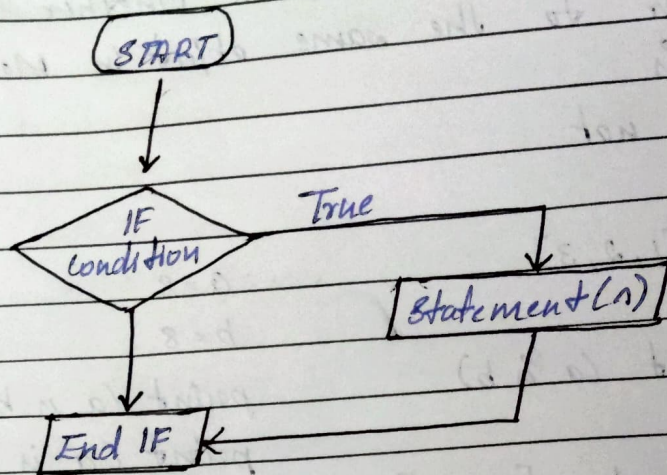 START
IF
condition
True
statement(s)
End IF